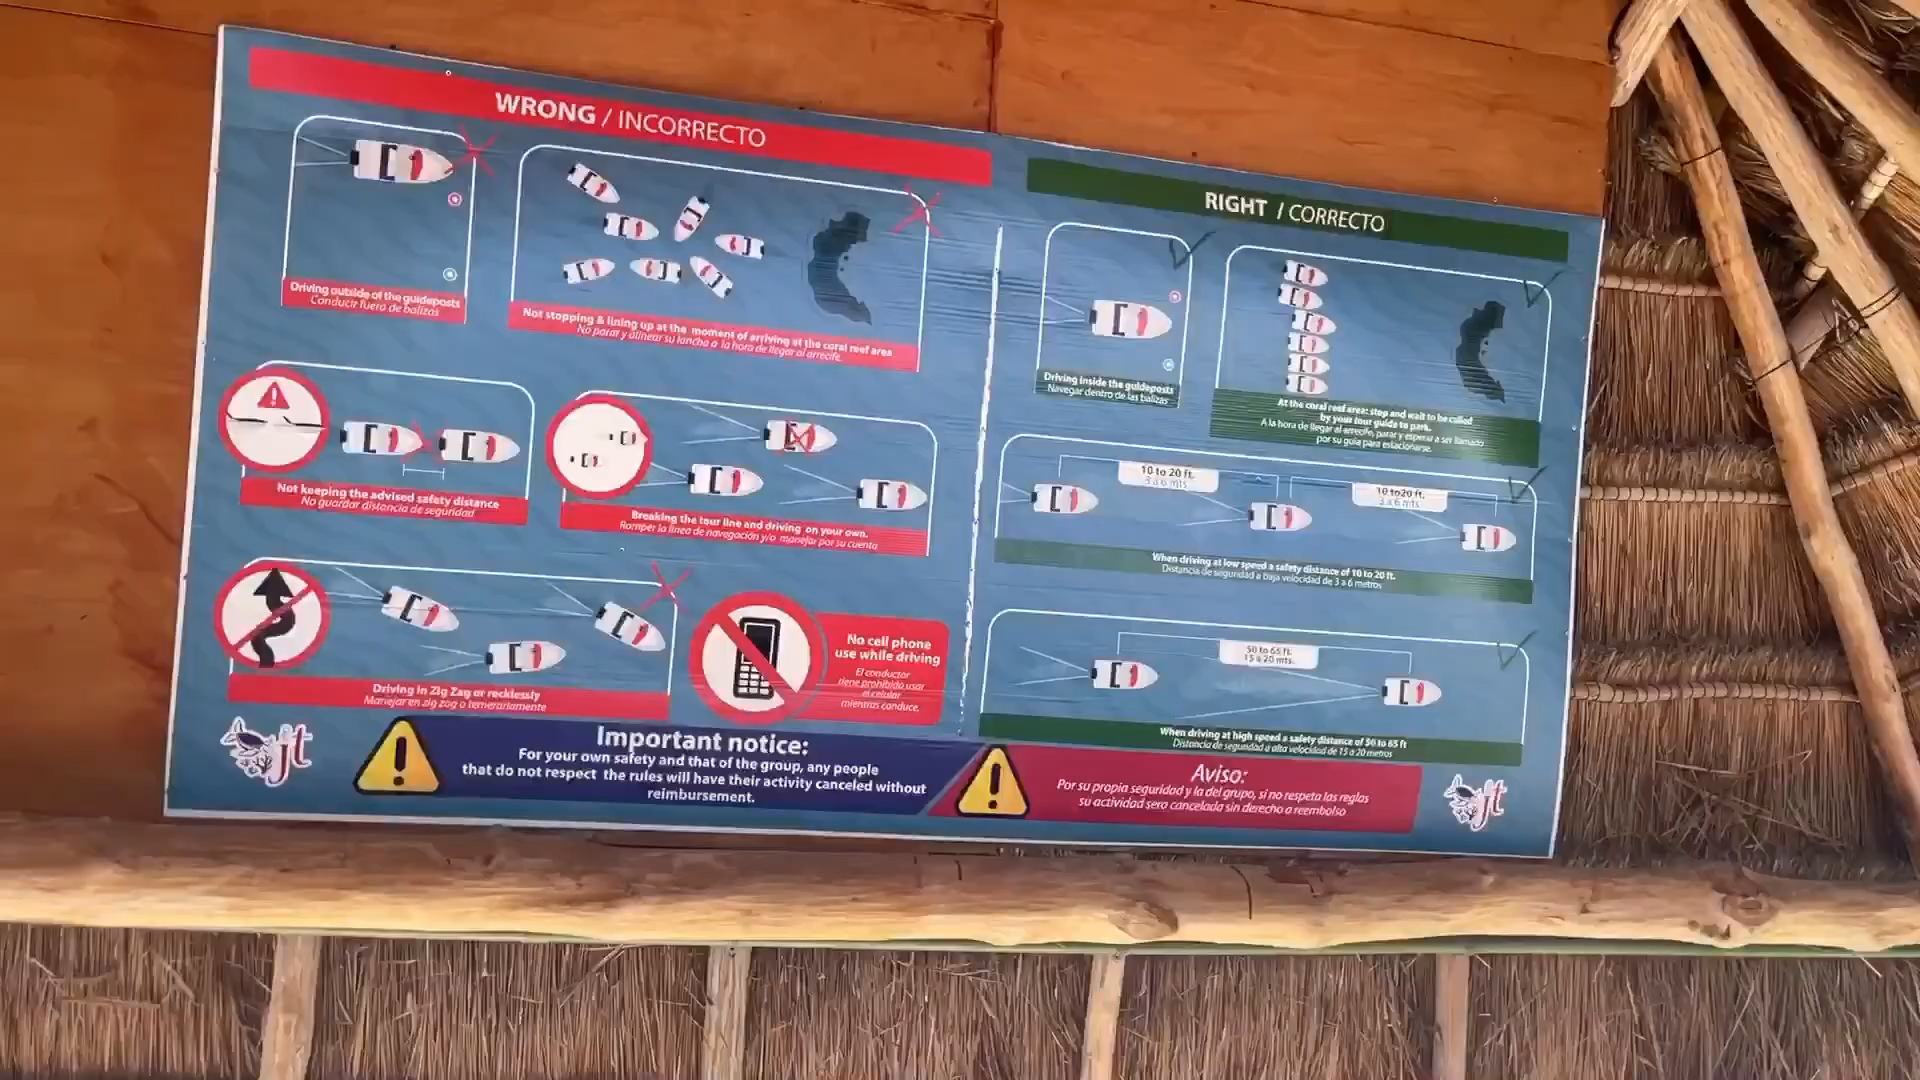 WRONG / INCORRECTO
Driving outside of the guideposts
Conducir fuera de balizas
Not stopping & lining up at the moment of arriving at the coral reef area
No parar y alinear su lancha a la hora de llegar al arrecife.
Not keeping the advised safety distance
No guardar distancia de seguridad
Breaking the tour line and driving on your own.
Romper la línea de navegación y/o manejar por su cuenta
Driving in Zig Zag or recklessly
Manejar en zig zag o temerariamente
No cell phone
use while driving
El conductor
tiene prohibido usar
el celular
mientras conduce.
RIGHT / CORRECTO
Driving inside the guideposts
Navegar dentro de las balizas
At the coral reef area: stop and wait to be called
by your tour guide to park.
A la hora de llegar al arrecife, parar y esperar a ser llamado
por su guía para estacionarse.
10 to 20 ft.
3 a 6 mts.
10 to20 ft.
3 a 6 mts.
When driving at low speed a safety distance of 10 to 20 ft.
Distancia de seguridad a baja velocidad de 3 a 6 metros
50 to 65 ft.
15 a 20 mts.
When driving at high speed a safety distance of 50 to 65 ft
Distancia de seguridad a alta velocidad de 15 a 20 metros
jt
Important notice:
For your own safety and that of the group, any people
that do not respect the rules will have their activity canceled without
reimbursement.
Aviso:
Por su propia seguridad y la del grupo, si no respeta las reglas
su actividad sera cancelada sin derecho a reembolso
jt